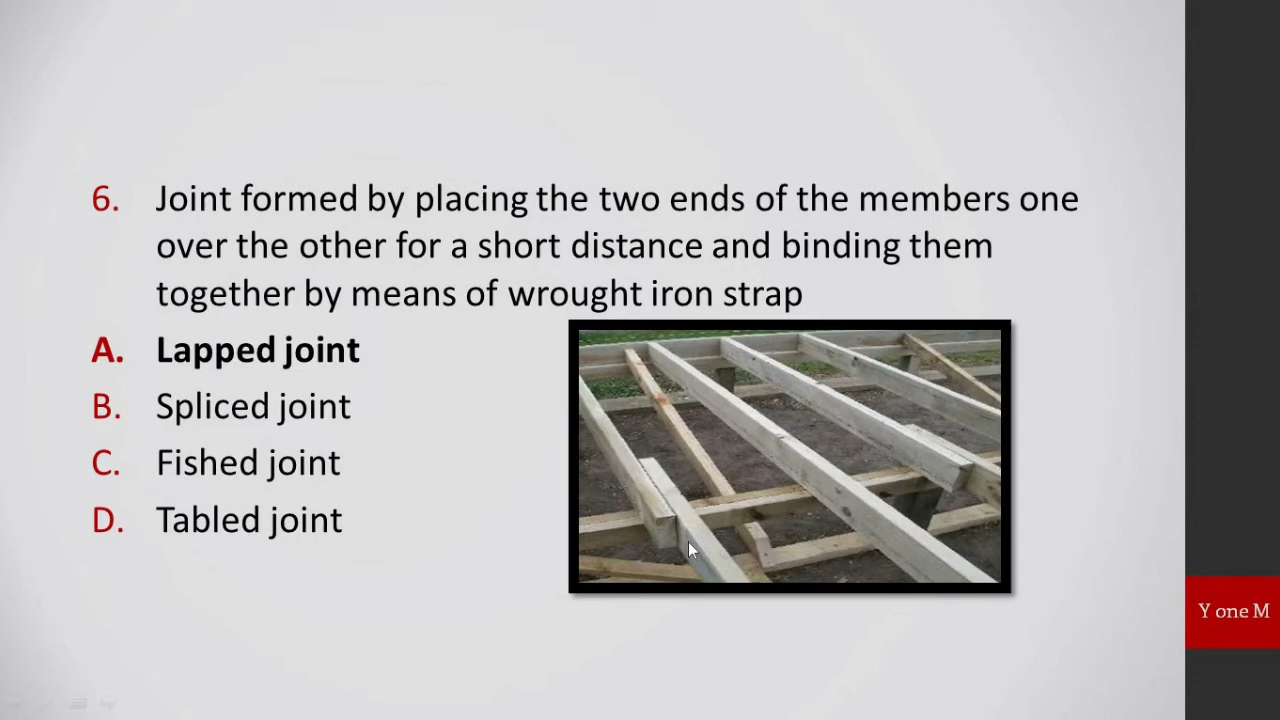 6. Joint formed by placing the two ends of the members one
over the other for a short distance and binding them
together by means of wrought iron strap
A. Lapped joint
B. Spliced joint
C. Fished joint
D. Tabled joint
Y one M